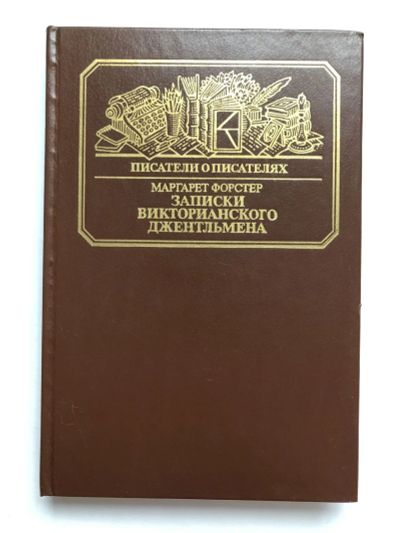 ПИСАТЕЛИ О ПИСАТЕЛЯХ
МАРГАРЕТ ФОРСТЕР
ЗАПИСКИ
ВИКТОРИАНСКОГО
ДЖЕНТЛЬМЕНА